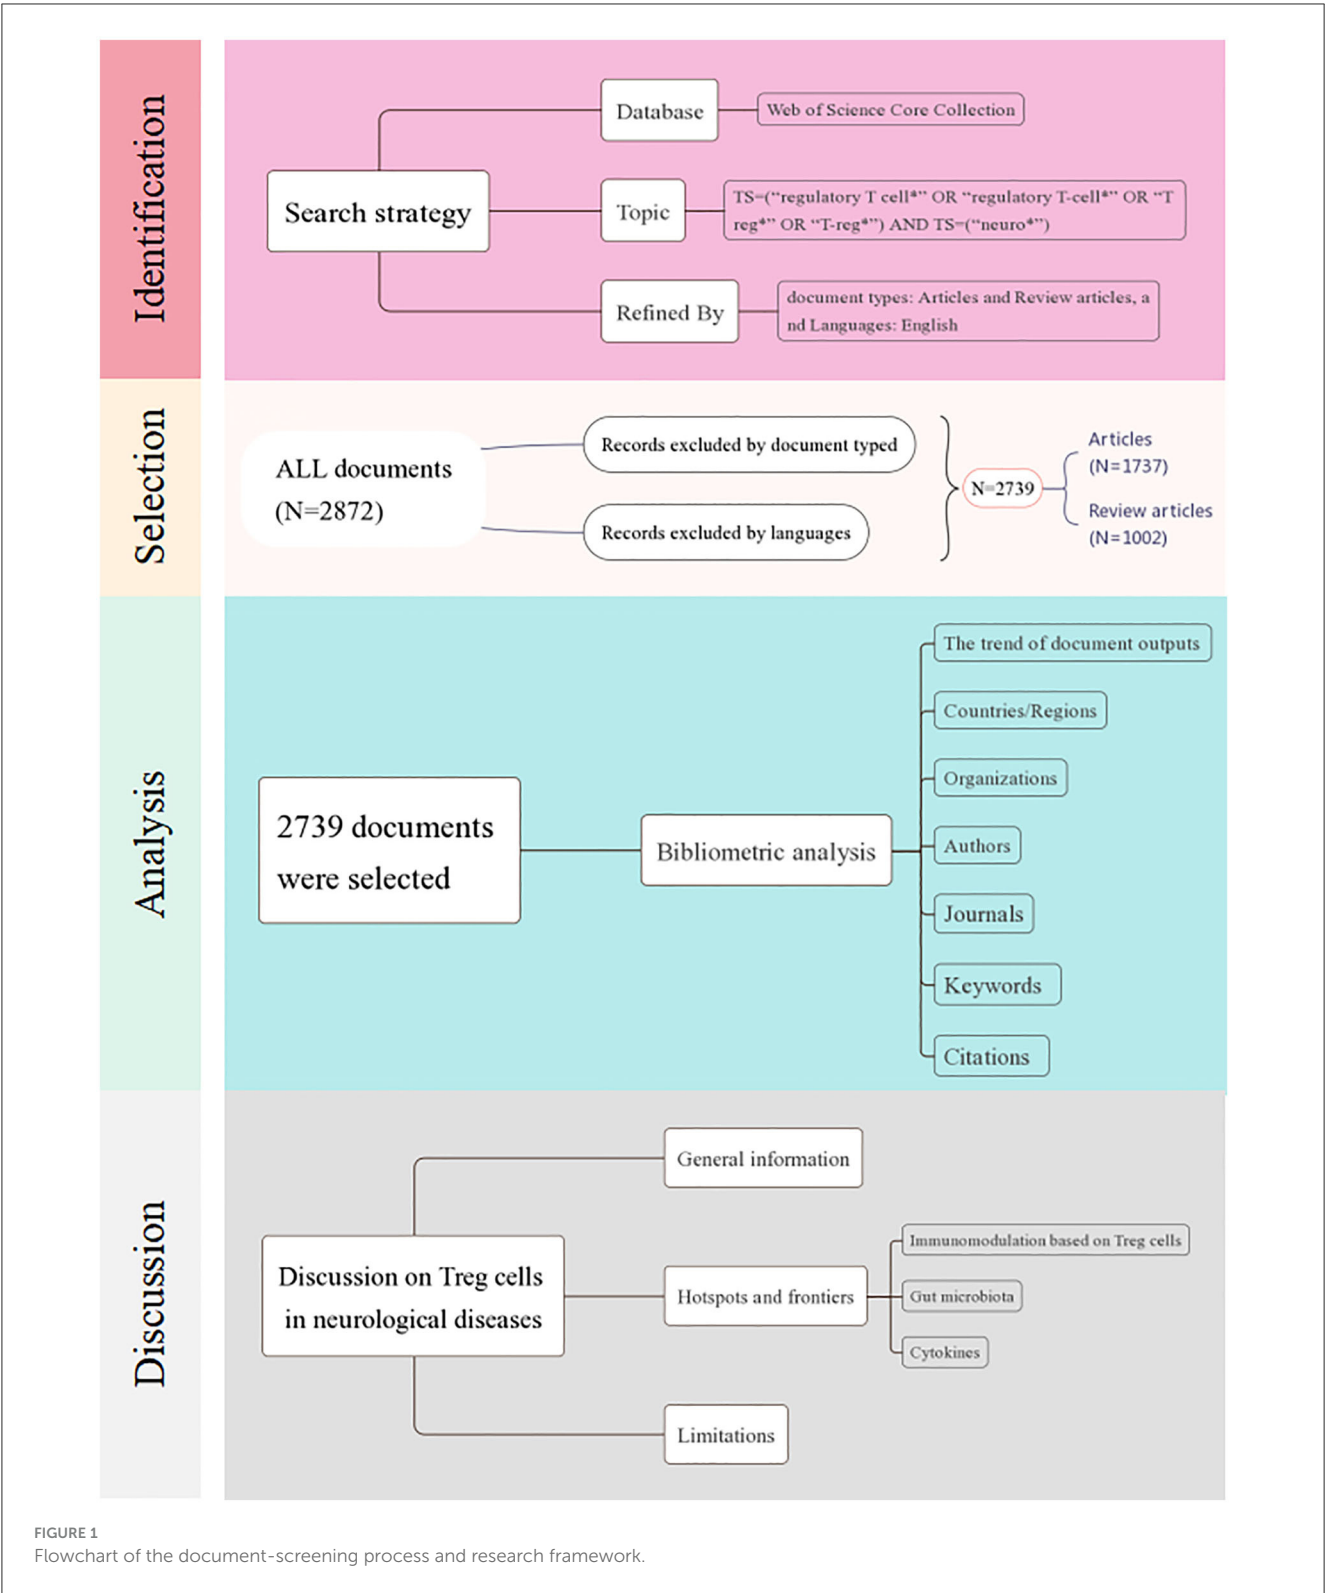 Identification
Search strategy
Database
Web of Science Core Collection
Topic
TS=(“regulatory T cell*” OR “regulatory T-cell*” OR “T
reg*” OR “T-reg*”) AND TS=(“neuro*”)
Refined By
document types: Articles and Review articles, a
nd Languages: English
Selection
ALL documents
(N=2872)
Records excluded by document typed
Records excluded by languages
N=2739
Articles
(N=1737)
Review articles
(N=1002)
Analysis
2739 documents
were selected
Bibliometric analysis
The trend of document outputs
Countries/Regions
Organizations
Authors
Journals
Keywords
Citations
Discussion
Discussion on Treg cells
in neurological diseases
General information
Hotspots and frontiers
Immunomodulation based on Treg cells
Gut microbiota
Cytokines
Limitations
FIGURE 1
Flowchart of the document-screening process and research framework.